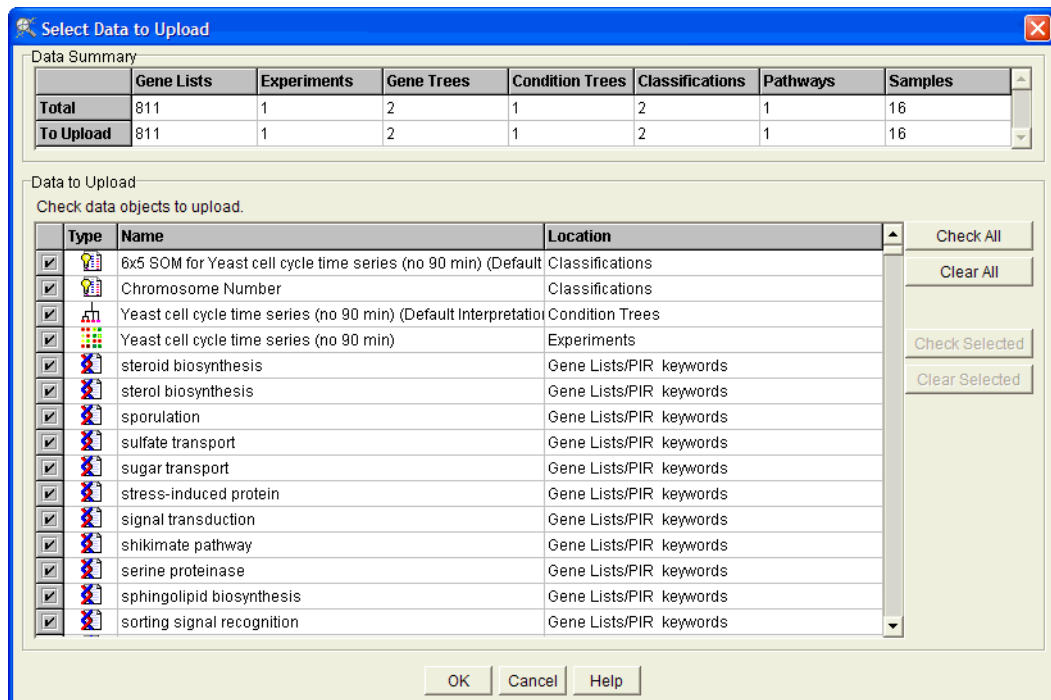 Select Data to Upload
Data Summary
Gene Lists Experiments Gene Trees Condition Trees Classifications Pathways Samples
Total 811 1 2 1 2 1 16
To Upload 811 1 2 1 2 1 16
Data to Upload
Check data objects to upload.
Type Name Location
6x5 SOM for Yeast cell cycle time series (no 90 min) (Default Classifications
Chromosome Number Classifications
Yeast cell cycle time series (no 90 min) (Default Interpretatio Condition Trees
Yeast cell cycle time series (no 90 min) Experiments
steroid biosynthesis Gene Lists/PIR keywords
sterol biosynthesis Gene Lists/PIR keywords
sporulation Gene Lists/PIR keywords
sulfate transport Gene Lists/PIR keywords
sugar transport Gene Lists/PIR keywords
stress-induced protein Gene Lists/PIR keywords
signal transduction Gene Lists/PIR keywords
shikimate pathway Gene Lists/PIR keywords
serine proteinase Gene Lists/PIR keywords
sphingolipid biosynthesis Gene Lists/PIR keywords
sorting signal recognition Gene Lists/PIR keywords
Check All
Clear All
Check Selected
Clear Selected
OK Cancel Help